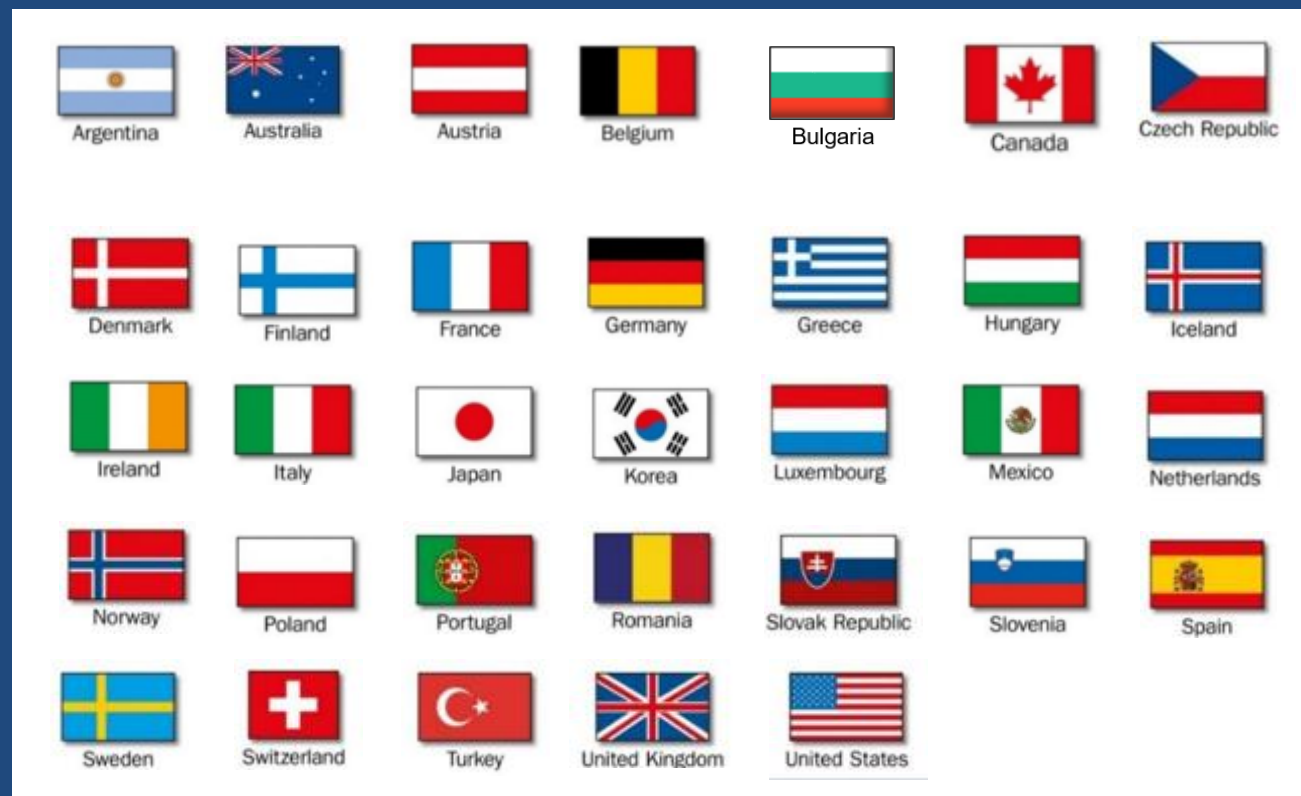 Argentina
Australia
Austria
Belgium
Bulgaria
Canada
Czech Republic
Denmark
Finland
France
Germany
Greece
Hungary
Iceland
Ireland
Italy
Japan
Korea
Luxembourg
Mexico
Netherlands
Norway
Poland
Portugal
Romania
Slovak Republic
Slovenia
Spain
Sweden
Switzerland
Turkey
United Kingdom
United States